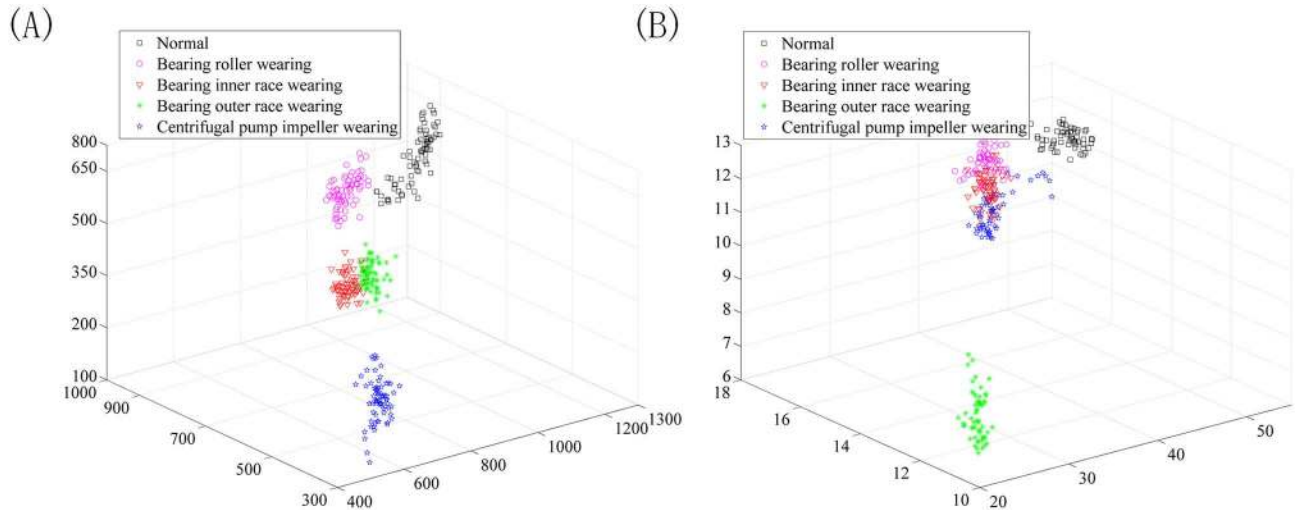 (A)
Normal
Bearing roller wearing
Bearing inner race wearing
Bearing outer race wearing
Centrifugal pump impeller wearing
800
650
500
350
200
100
1000
900
700
500
300
400
600
800
1000
1200
1300
(B)
Normal
Bearing roller wearing
Bearing inner race wearing
Bearing outer race wearing
Centrifugal pump impeller wearing
13
12
11
10
9
8
7
6
18
16
14
12
10
20
30
40
50